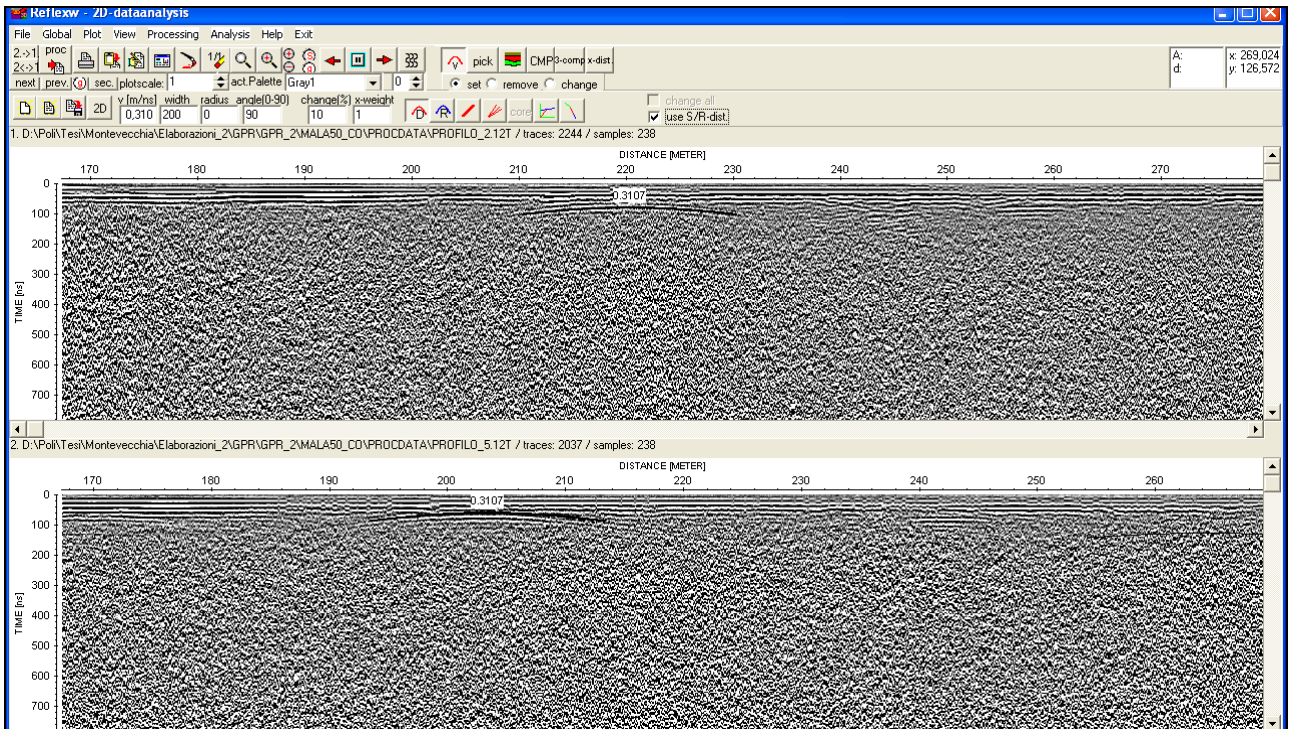 Reflexw - 2D-dataanalysis
File Global Plot View Processing Analysis Help Exit
2.->1 proc 1/2 pick CMP 3-comp x-dist. A: x: 269,024
2<->1 d: y: 126,572
next prev. (g) sec. plotscale: 1 act.Palette Gray1 0 set remove change
2D v [m/ns] width radius angle(0-90) change(%) x-weight core change all
0,310 200 0 90 10 1 use S/R-dist.
1. D:\Poli\Tesi\Montevecchia\Elaborazioni_2\GPR\GPR_2\MALA50_CO\PROCDATA\PROFILO_2.12T / traces: 2244 / samples: 238
DISTANCE [METER]
170 180 190 200 210 220 230 240 250 260 270
0
0.3107
100
200
300
400
500
600
700
TIME [ns]
2. D:\Poli\Tesi\Montevecchia\Elaborazioni_2\GPR\GPR_2\MALA50_CO\PROCDATA\PROFILO_5.12T / traces: 2037 / samples: 238
DISTANCE [METER]
170 180 190 200 210 220 230 240 250 260
0
0.3107
100
200
300
400
500
600
700
TIME [ns]